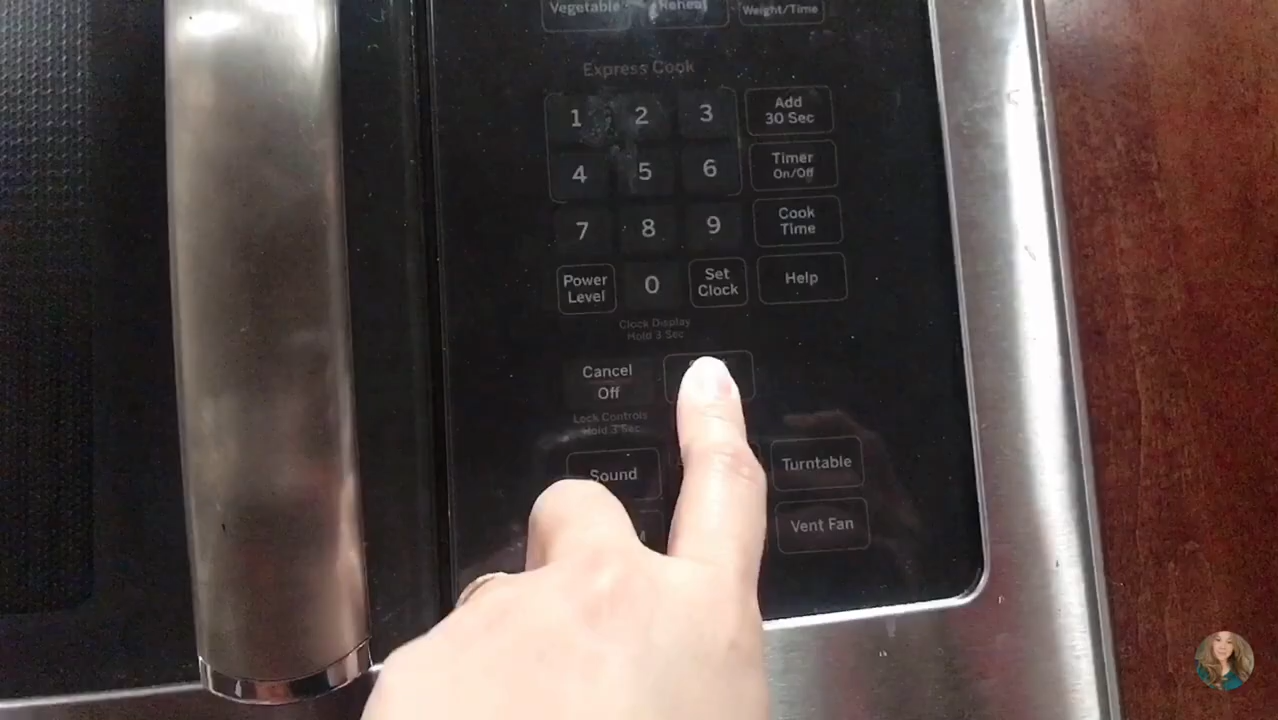 Vegetable
Reheat
Weight/Time
Express Cook
1 2 3
Add
30 Sec
4 5 6
Timer
On/Off
7 8 9
Cook
Time
Power
Level
0
Set
Clock
Help
Clock Display
Hold 3 Sec
Cancel
Off
Lock Controls
Hold 3 Sec
Sound
Turntable
Vent Fan